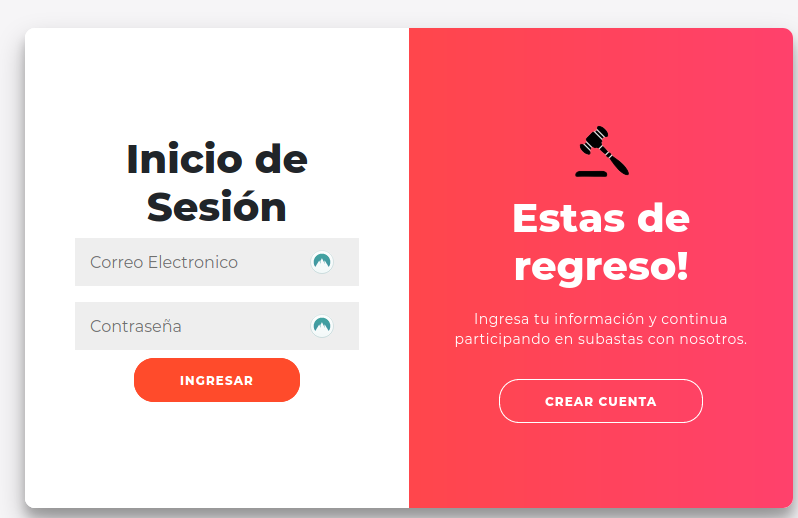 Inicio de
Sesión
Correo Electronico
Contraseña
INGRESAR
Estas de
regreso!
Ingresa tu información y continua
participando en subastas con nosotros.
CREAR CUENTA